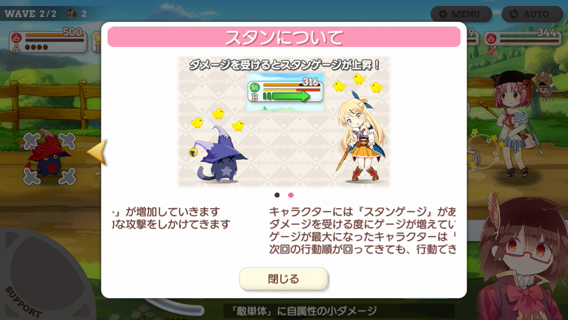 WAVE 2/2 2
MENU
AUTO
500
A
344
スタンについて
ダメージを受けるとスタンゲージが上昇!
316
B
が増加していきます
な攻撃をしかけてきます
キャラクターには「スタンゲージ」があ
ダメージを受ける度にゲージが増えてい
ゲージが最大になったキャラクターは
次回の行動順が回ってきても、行動でき
閉じる
SUPPORT
「敵単体」に自属性の小ダメージ